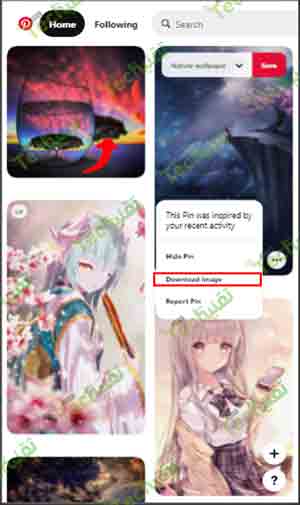 Home
Following
Search
Nature wallpaper
Save
This Pin was inspired by
your recent activity
Hide Pin
Download Image
Report Pin
+
?